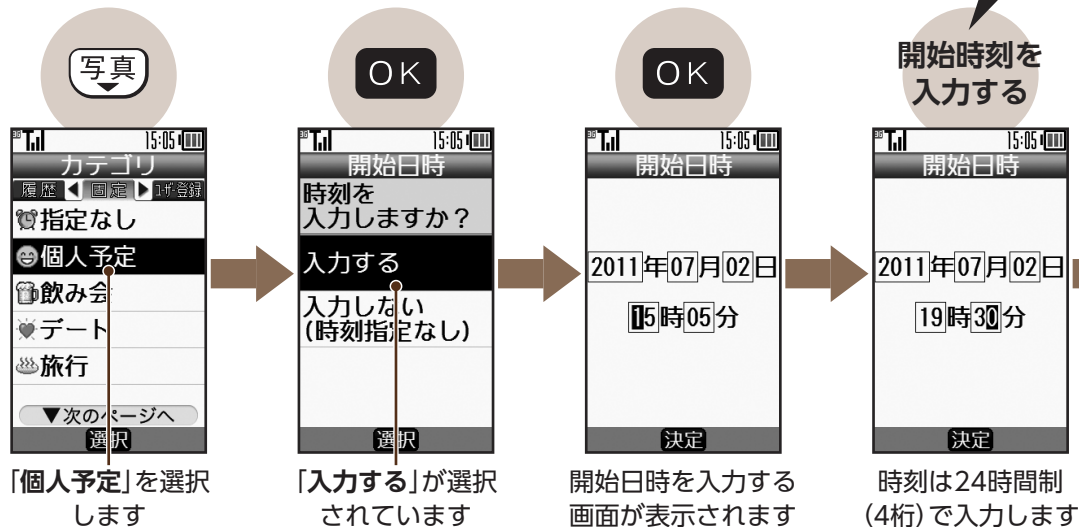 写真
15:05
カテゴリ
履歴 固定 ユーザ登録
指定なし
個人予定
飲み会
デート
旅行
▼次のページへ
選択
「個人予定」を選択
します
OK
15:05
開始日時
時刻を
入力しますか？
入力する
入力しない
(時刻指定なし)
選択
「入力する」が選択
されています
OK
15:05
開始日時
2011年07月02日
15時05分
決定
開始日時を入力する
画面が表示されます
開始時刻を
入力する
15:05
開始日時
2011年07月02日
19時30分
決定
時刻は24時間制
(4桁)で入力します